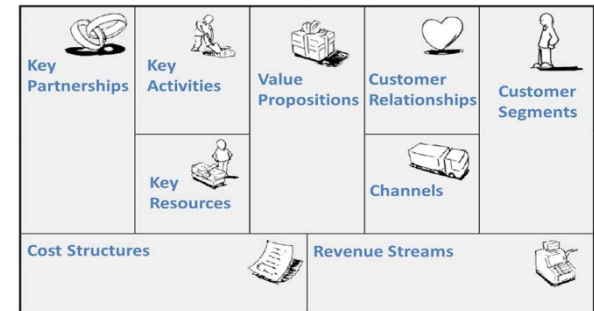 Key
Partnerships
Key
Activities
Key
Resources
Value
Propositions
Customer
Relationships
Channels
Customer
Segments
Cost Structures
Revenue Streams